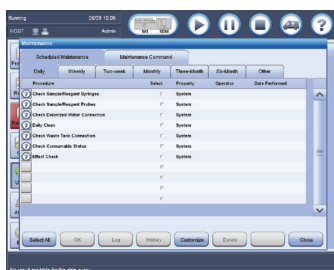 Running 08/29 10:06
HOST Admin W1 SDM
Maintenance
Scheduled Maintenance Maintenance Command
Daily Weekly Two-week Monthly Three-Month Six-Month Other
Procedure Select Property Operator Date Performed
Check Sample/Reagent Syringes System
Check Sample/Reagent Probes System
Check Deionized Water Connection System
Daily Clean System
Check Waste Tank Connection System
Check Consumable Status System
Effect Check System
Select All OK Log History Customize Delete Close